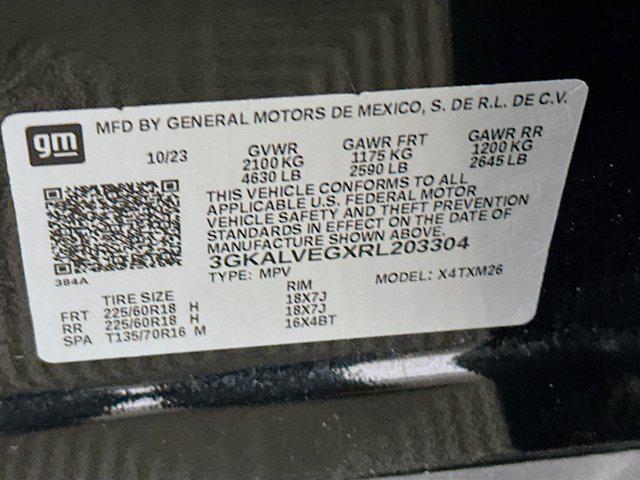 gm
MFD BY GENERAL MOTORS DE MEXICO, S. DE R.L. DE C.V.
10/23 GVWR GAWR FRT GAWR RR
2100 KG 1175 KG 1200 KG
4630 LB 2590 LB 2645 LB
THIS VEHICLE CONFORMS TO ALL
APPLICABLE U.S. FEDERAL MOTOR
VEHICLE SAFETY AND THEFT PREVENTION
STANDARDS IN EFFECT ON THE DATE OF
MANUFACTURE SHOWN ABOVE.
3GKALVEGXRL203304
384A
TYPE: MPV MODEL: X4TXM26
TIRE SIZE RIM
FRT 225/60R18 H 18X7J
RR 225/60R18 H 18X7J
SPA T135/70R16 M 16X4BT